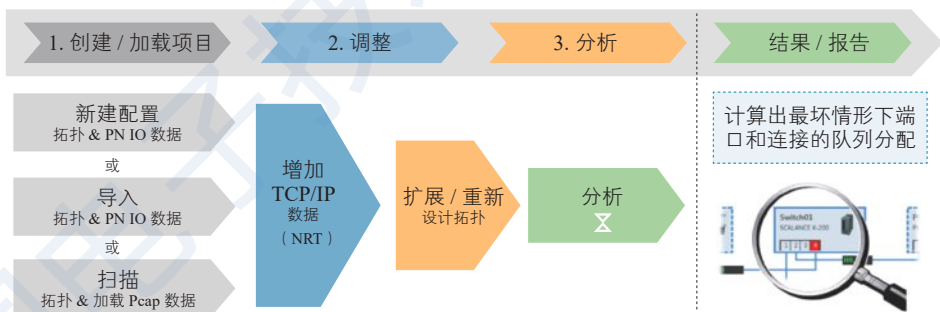 1. 创建 / 加载项目
2. 调整
3. 分析
结果 / 报告
新建配置
拓扑 & PN IO 数据
或
导入
拓扑 & PN IO 数据
或
扫描
拓扑 & 加载 Pcap 数据
增加
TCP/IP
数据
（NRT）
扩展 / 重新
设计拓扑
分析
计算出最坏情形下端
口和连接的队列分配
Switch01
SCALANCE X-200
1 2 3 4